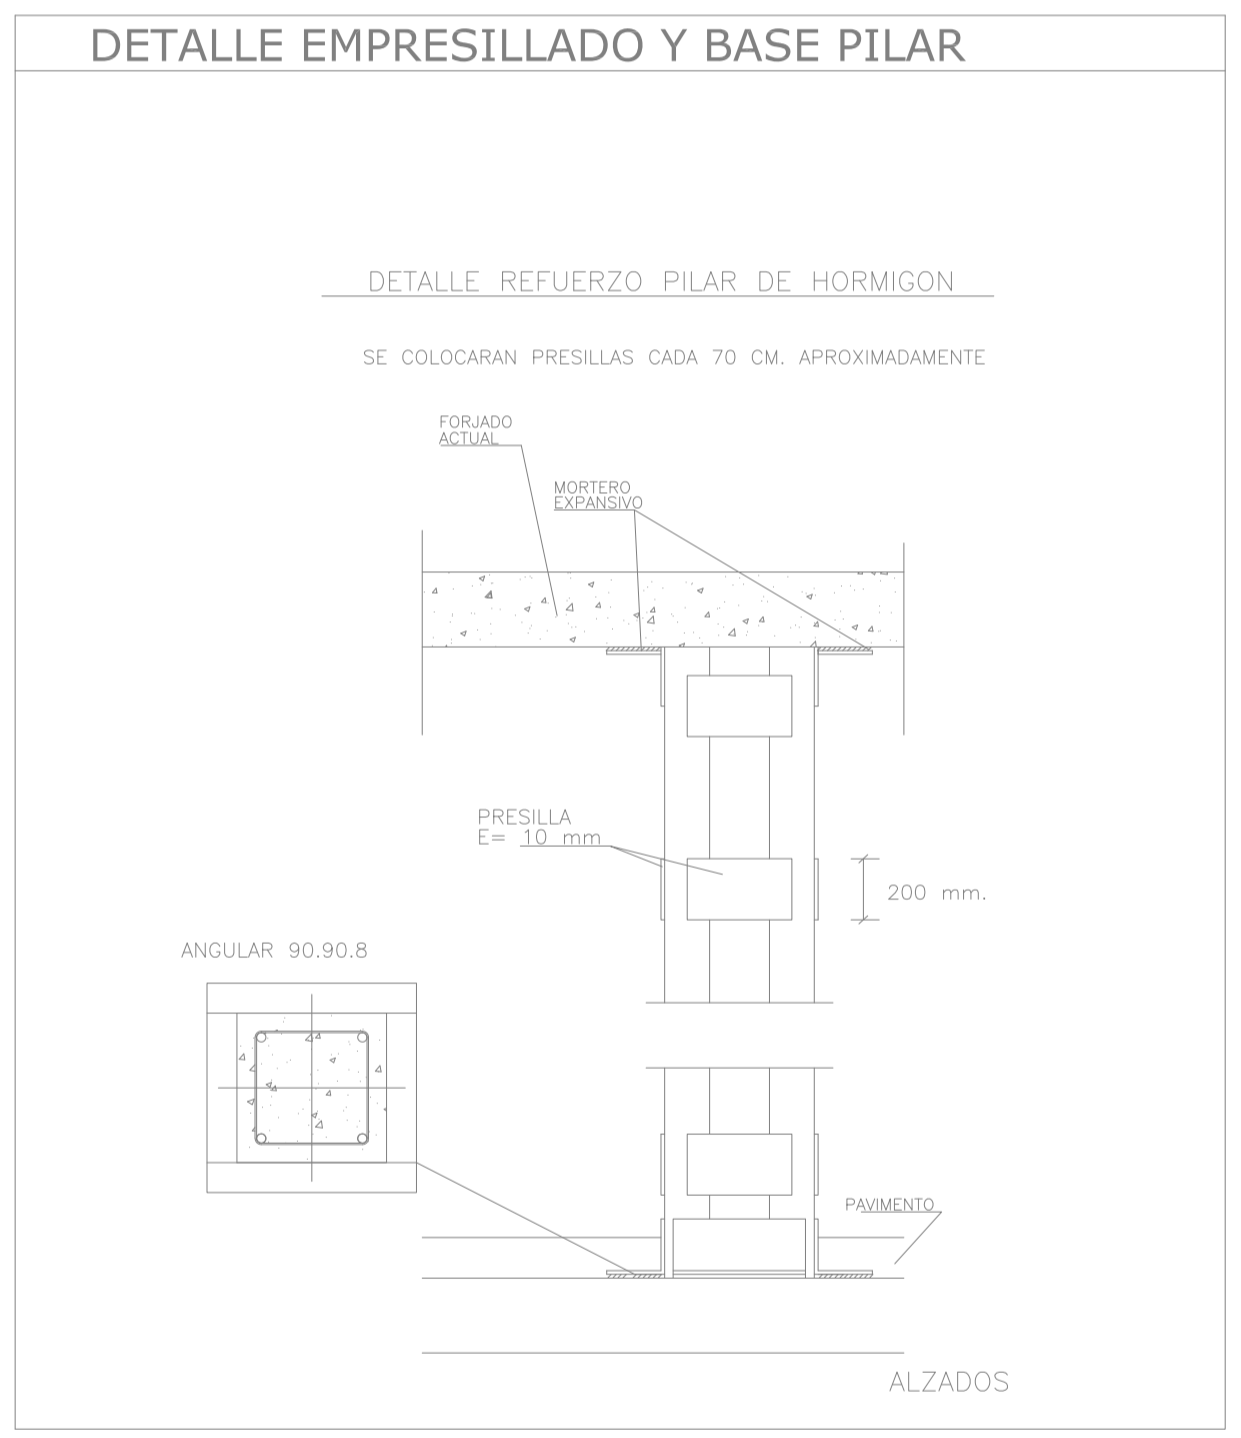 DETALLE EMPRESILLADO Y BASE PILAR
DETALLE REFUERZO PILAR DE HORMIGON
SE COLOCARAN PRESILLAS CADA 70 CM. APROXIMADAMENTE
FORJADO
ACTUAL
MORTERO
EXPANSIVO
PRESILLA
E= 10 mm
200 mm.
ANGULAR 90.90.8
PAVIMENTO
ALZADOS